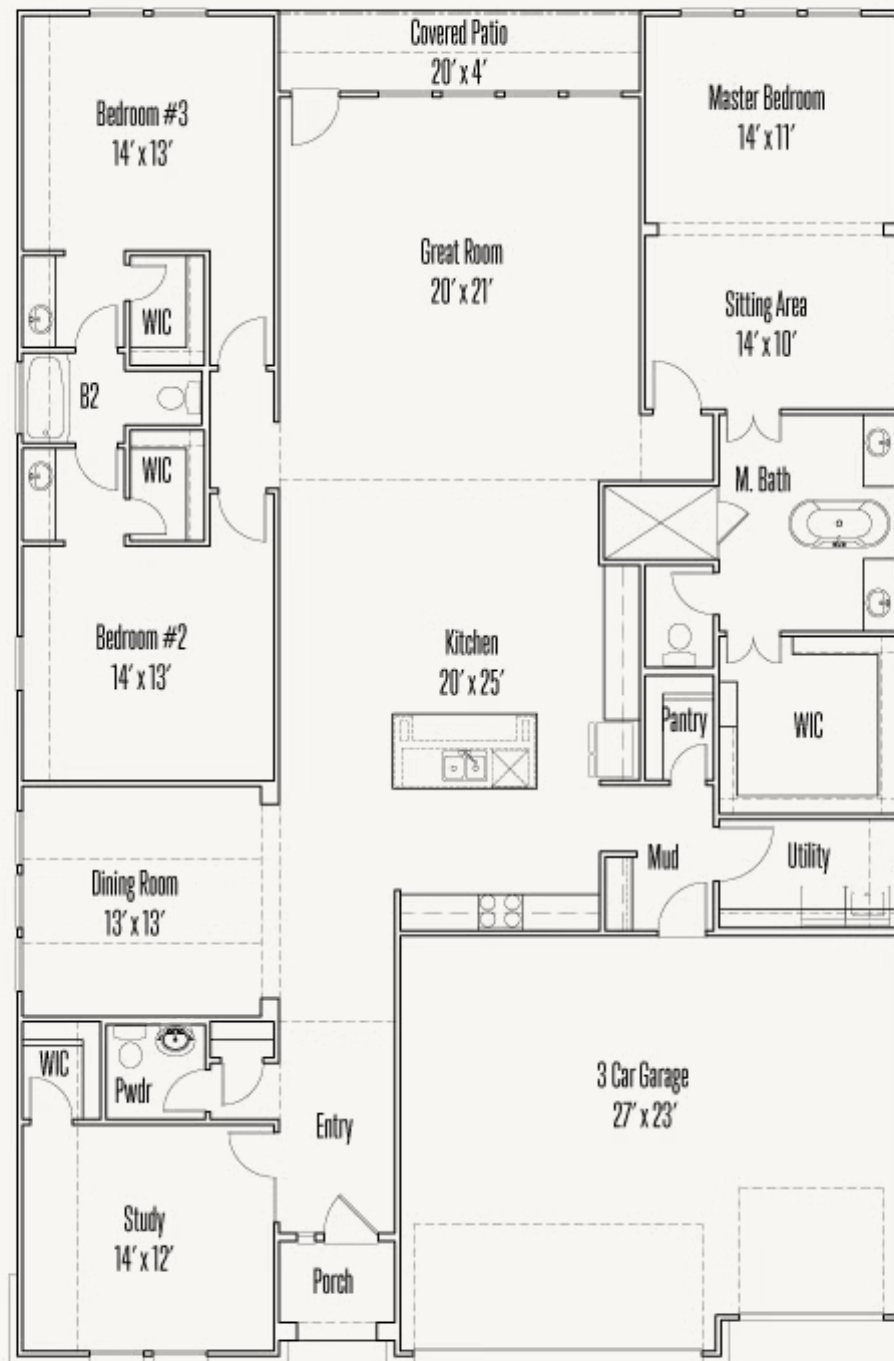 Covered Patio
20' x 4'
Bedroom #3
14' x 13'
Master Bedroom
14' x 11'
Great Room
20' x 21'
Sitting Area
14' x 10'
WIC
B2
WIC
M. Bath
Bedroom #2
14' x 13'
Kitchen
20' x 25'
Pantry
WIC
Dining Room
13' x 13'
Mud
Utility
WIC
Pwdr
Entry
3 Car Garage
27' x 23'
Study
14' x 12'
Porch